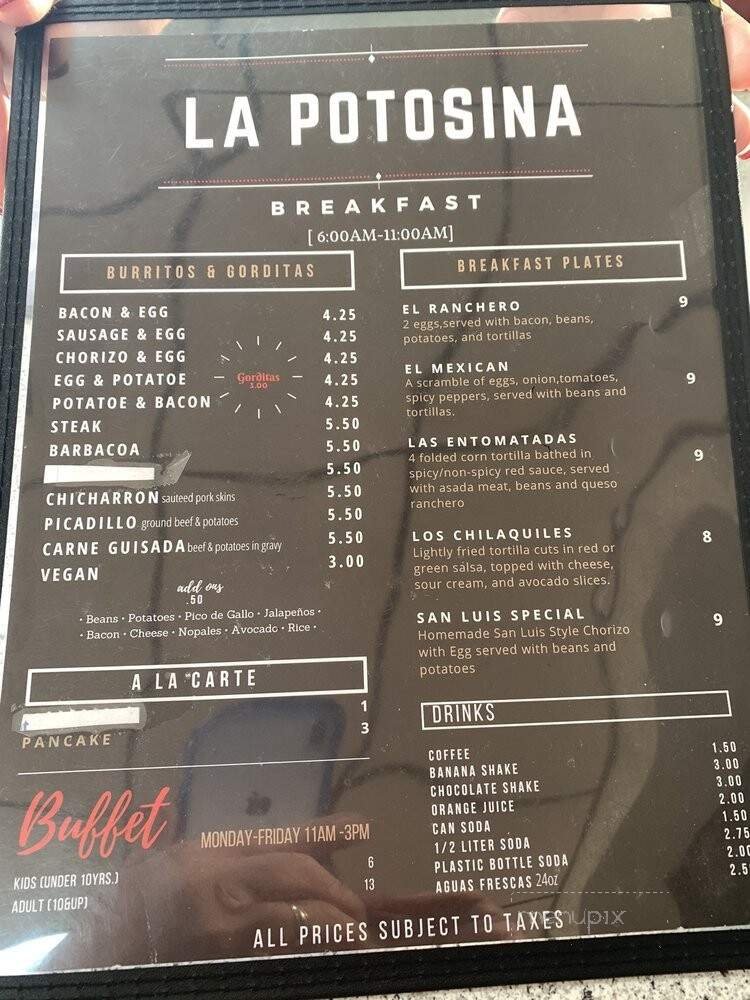 LA POTOSINA
BREAKFAST
[ 6:00AM-11:00AM]
BURRITOS & GORDITAS
BACON & EGG 4.25
SAUSAGE & EGG 4.25
CHORIZO & EGG 4.25
EGG & POTATOE 4.25
POTATOE & BACON 4.25
Gorditas
3.00
STEAK 5.50
BARBACOA 5.50
5.50
CHICHARRON sauteed pork skins 5.50
PICADILLO ground beef & potatoes 5.50
CARNE GUISADA beef & potatoes in gravy 5.50
VEGAN 3.00
add ons
.50
· Beans · Potatoes · Pico de Gallo · Jalapeños ·
· Bacon · Cheese · Nopales · Avocado · Rice ·
A LA CARTE
1
PANCAKE 3
Buffet
MONDAY-FRIDAY 11AM -3PM
KIDS (UNDER 10YRS.) 6
ADULT (10&UP) 13
BREAKFAST PLATES
EL RANCHERO 9
2 eggs,served with bacon, beans,
potatoes, and tortillas
EL MEXICAN 9
A scramble of eggs, onion,tomatoes,
spicy peppers, served with beans and
tortillas.
LAS ENTOMATADAS 9
4 folded corn tortilla bathed in
spicy/non-spicy red sauce, served
with asada meat, beans and queso
ranchero
LOS CHILAQUILES 8
Lightly fried tortilla cuts in red or
green salsa, topped with cheese,
sour cream, and avocado slices.
SAN LUIS SPECIAL 9
Homemade San Luis Style Chorizo
with Egg served with beans and
potatoes
DRINKS
COFFEE 1.50
BANANA SHAKE 3.00
CHOCOLATE SHAKE 3.00
ORANGE JUICE 2.00
CAN SODA 1.50
1/2 LITER SODA 2.75
PLASTIC BOTTLE SODA 2.00
AGUAS FRESCAS 24oz 2.5
menupix
ALL PRICES SUBJECT TO TAXES